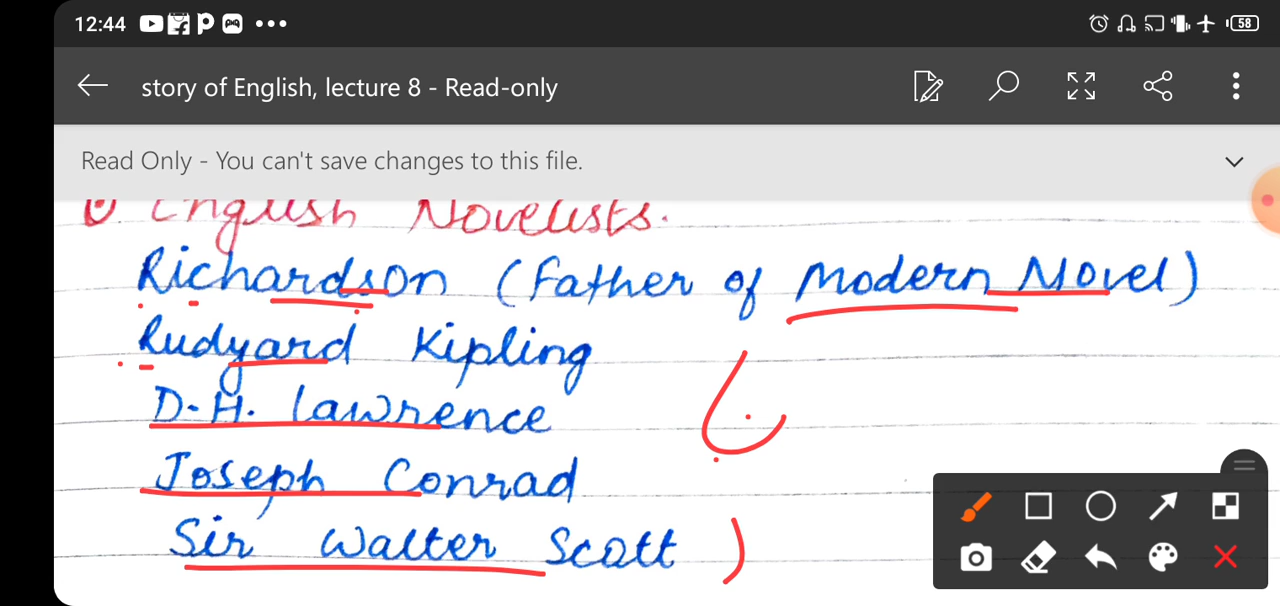 12:44 58
story of English, lecture 8 - Read-only
Read Only - You can't save changes to this file.
English Novelists.
Richardson (Father of Modern Novel)
Rudyard Kipling
D.H. Lawrence
Joseph Conrad
Sir Walter Scott